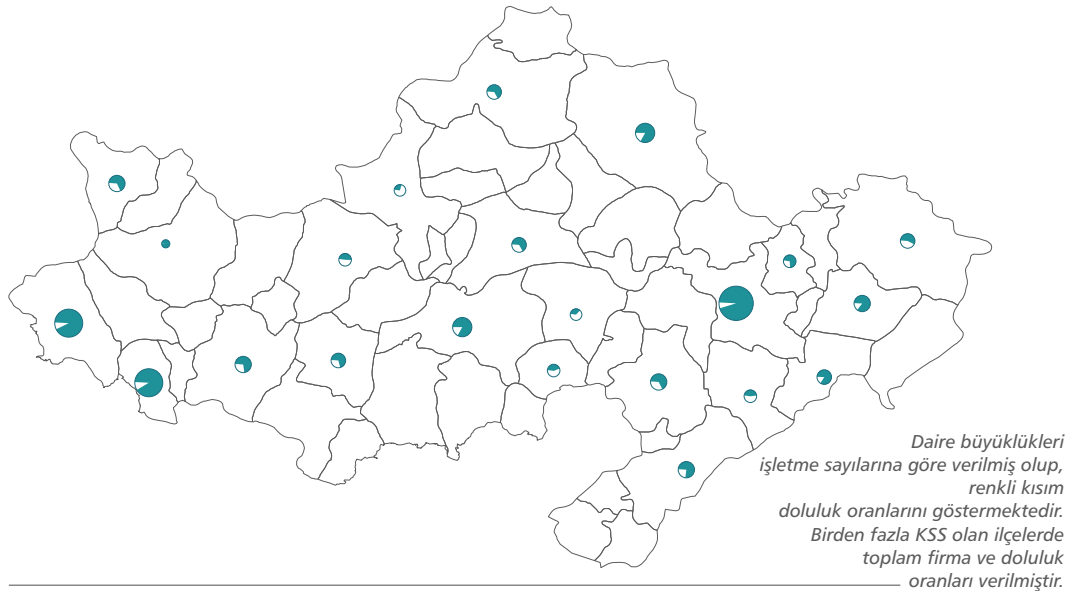 Daire büyüklükleri
işletme sayılarına göre verilmiş olup,
renkli kısım
doluluk oranlarını göstermektedir.
Birden fazla KSS olan ilçelerde
toplam firma ve doluluk
oranları verilmiştir.